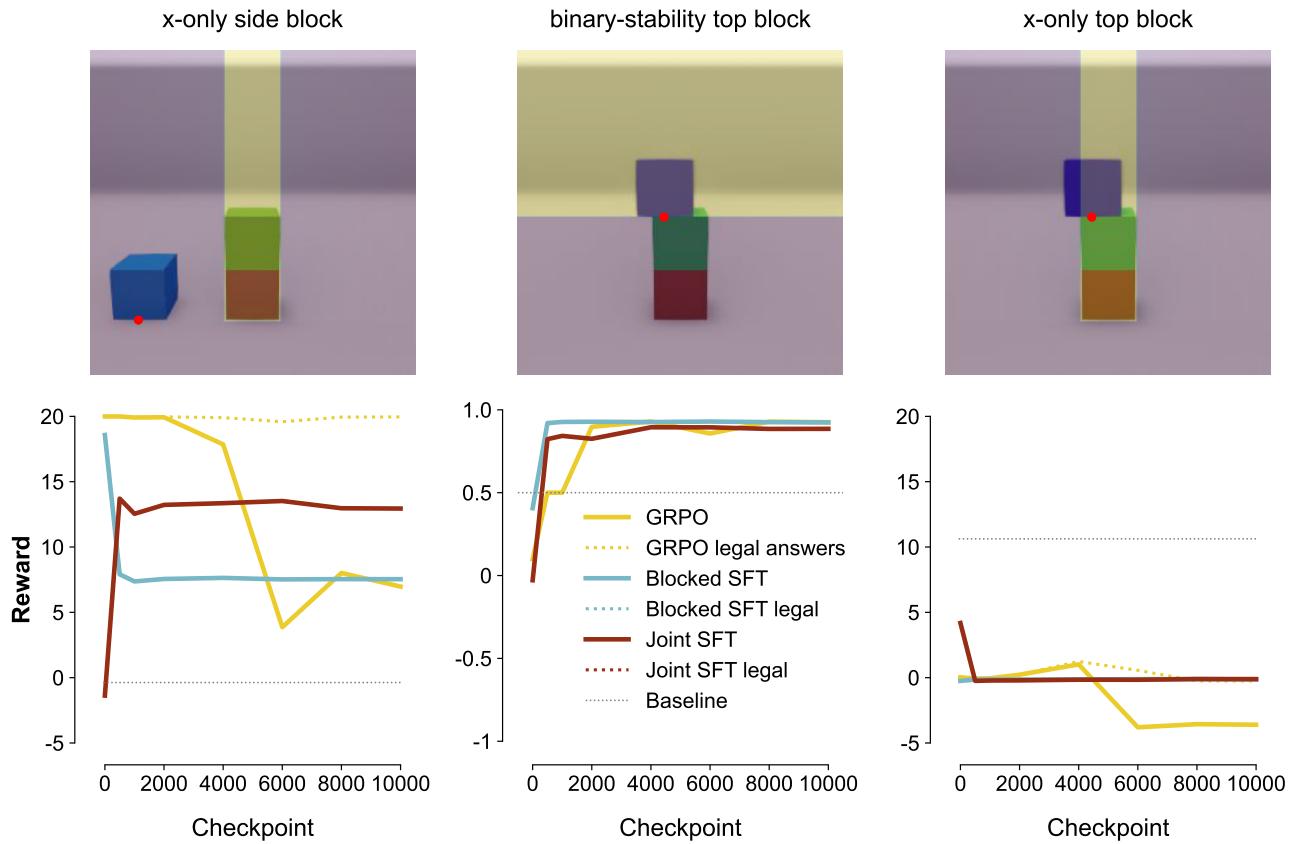 x-only side block
binary-stability top block
x-only top block
Reward
20
15
10
5
0
-5
0
2000
4000
6000
8000
10000
Checkpoint
1.0
0.5
0
-0.5
-1
GRPO
GRPO legal answers
Blocked SFT
Blocked SFT legal
Joint SFT
Joint SFT legal
Baseline
0
2000
4000
6000
8000
10000
Checkpoint
20
15
10
5
0
-5
0
2000
4000
6000
8000
10000
Checkpoint